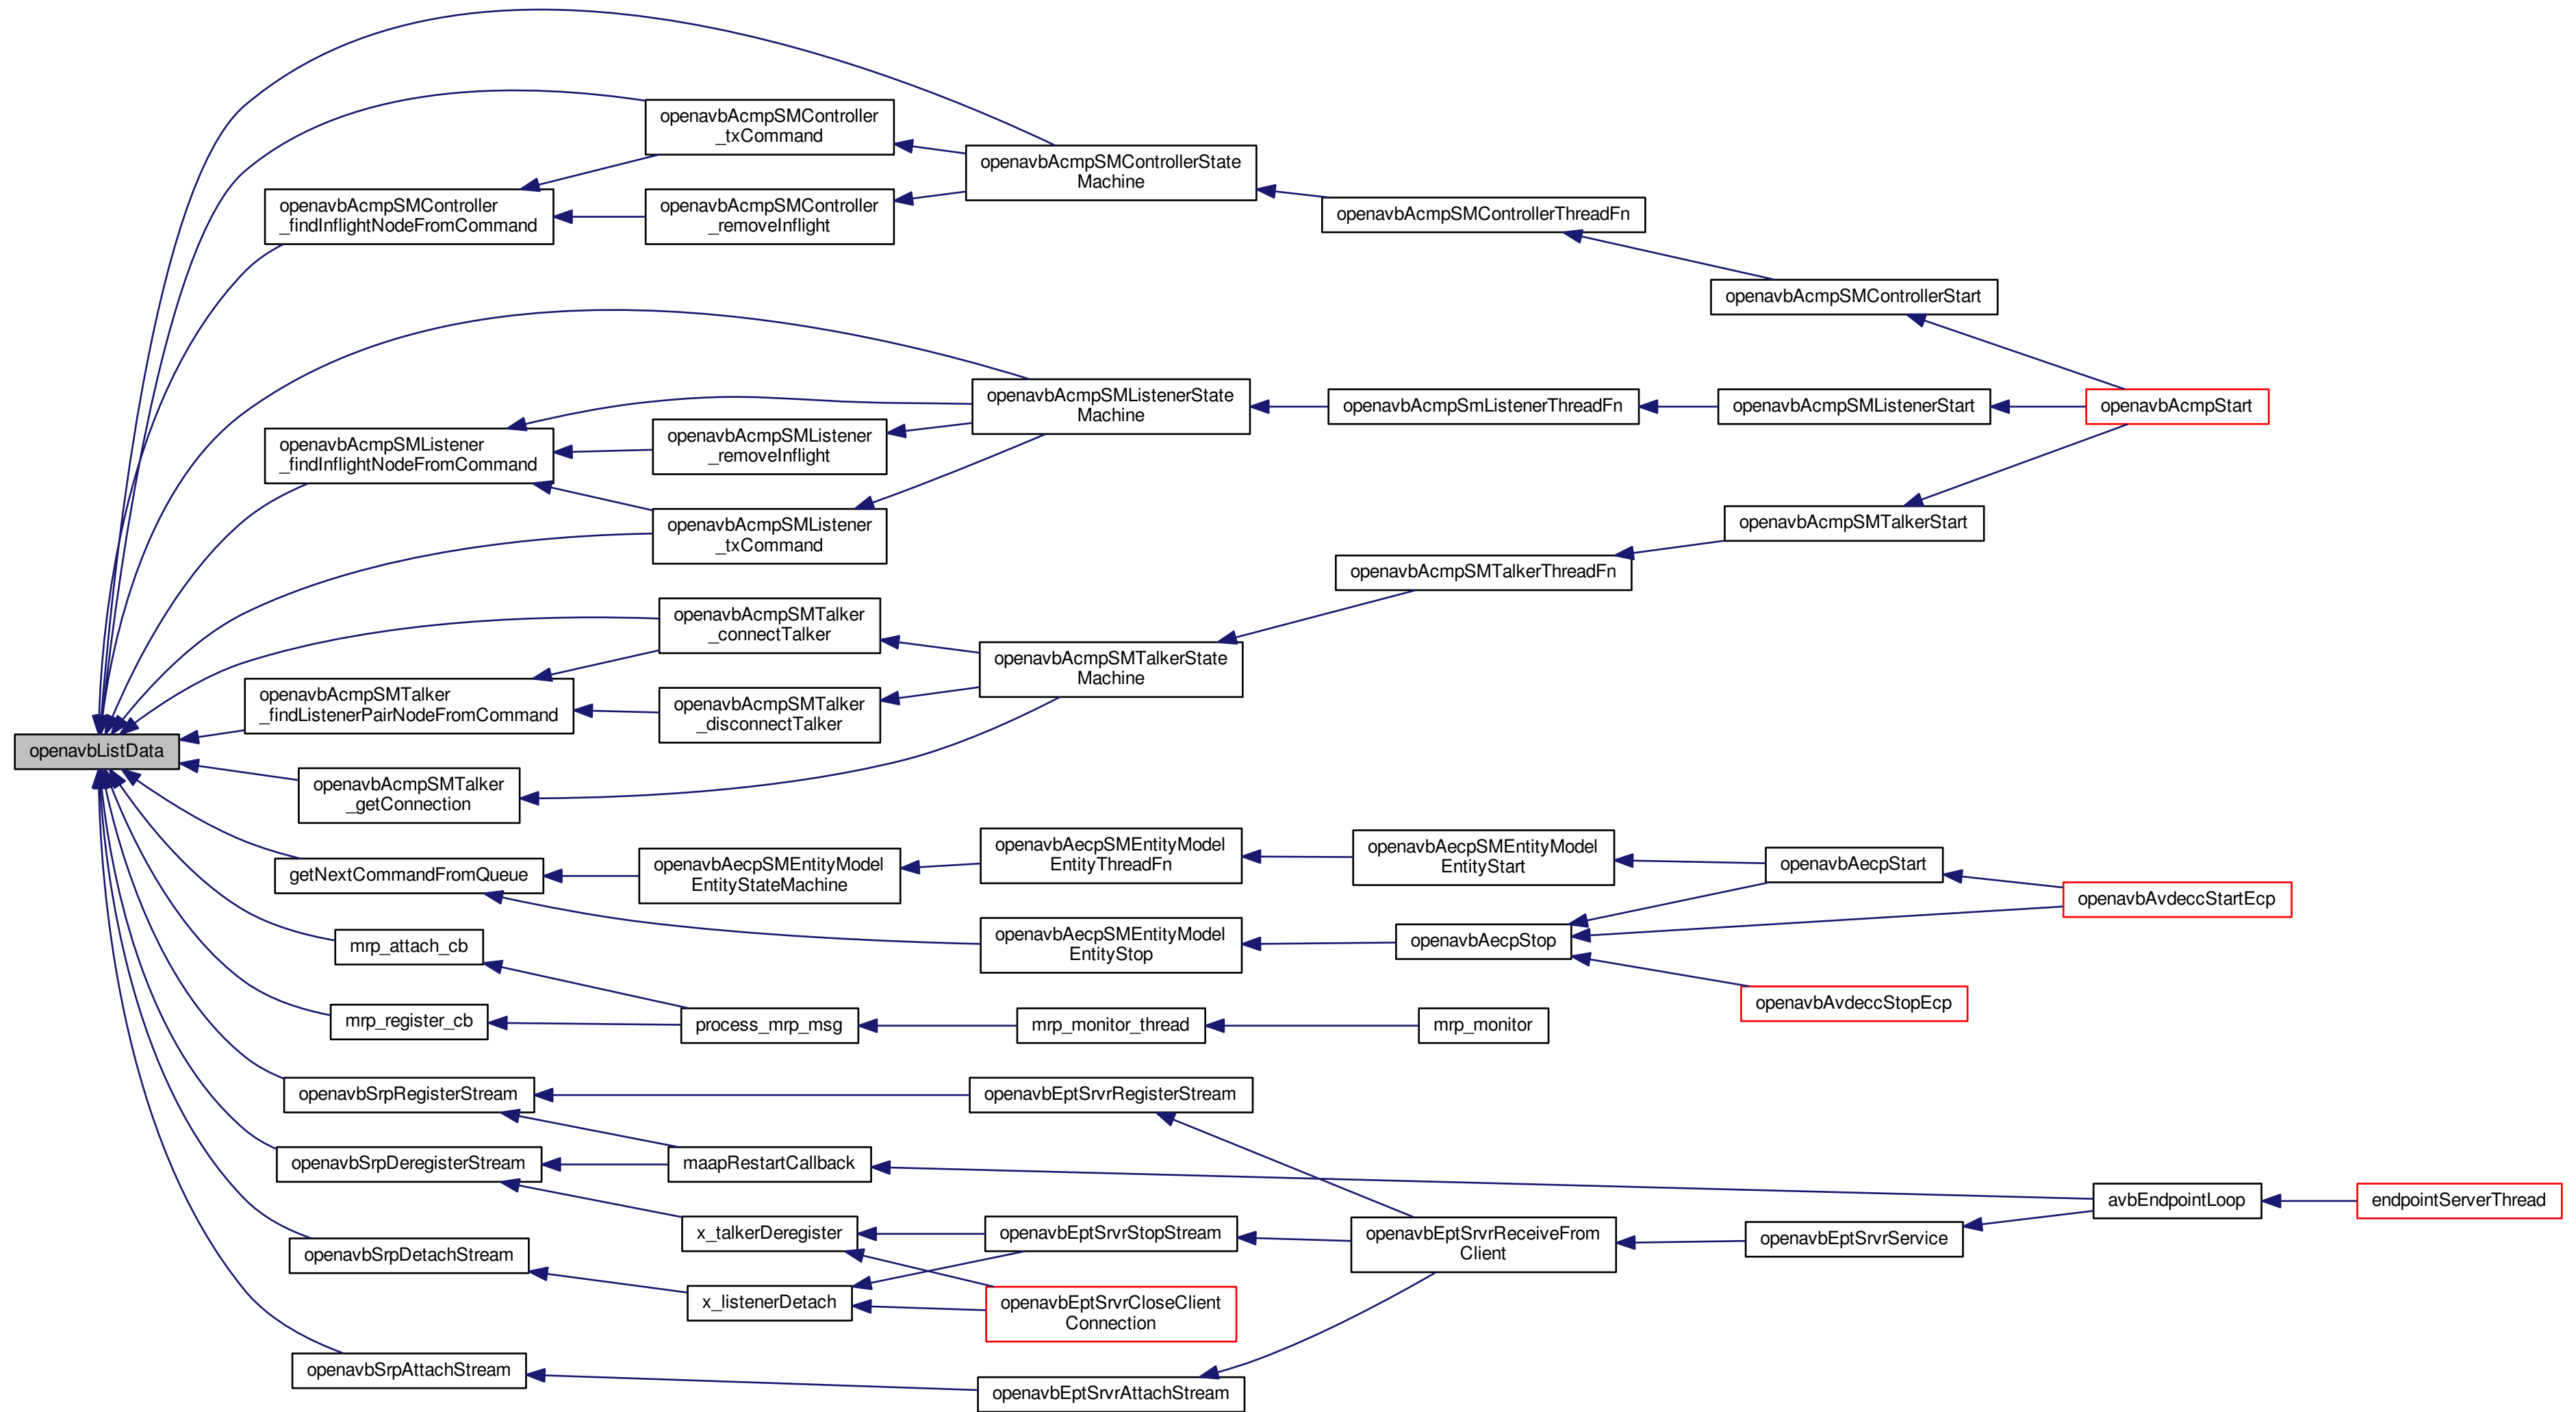 openavbAcmpSMController
_txCommand
openavbAcmpSMControllerState
Machine
openavbAcmpSMController
_findInflightNodeFromCommand
openavbAcmpSMController
_removeInflight
openavbAcmpSMControllerThreadFn
openavbAcmpSMControllerStart
openavbAcmpSMListenerState
Machine
openavbAcmpSmListenerThreadFn
openavbAcmpSMListenerStart
openavbAcmpStart
openavbAcmpSMListener
_findInflightNodeFromCommand
openavbAcmpSMListener
_removeInflight
openavbAcmpSMListener
_txCommand
openavbAcmpSMTalkerStart
openavbAcmpSMTalkerThreadFn
openavbAcmpSMTalker
_connectTalker
openavbAcmpSMTalkerState
Machine
openavbAcmpSMTalker
_findListenerPairNodeFromCommand
openavbAcmpSMTalker
_disconnectTalker
openavbListData
openavbAcmpSMTalker
_getConnection
getNextCommandFromQueue
openavbAecpSMEntityModel
EntityStateMachine
openavbAecpSMEntityModel
EntityThreadFn
openavbAecpSMEntityModel
EntityStart
openavbAecpStart
openavbAvdeccStartEcp
openavbAecpSMEntityModel
EntityStop
openavbAecpStop
openavbAvdeccStopEcp
mrp_attach_cb
mrp_register_cb
process_mrp_msg
mrp_monitor_thread
mrp_monitor
openavbSrpRegisterStream
openavbEptSrvrRegisterStream
openavbSrpDeregisterStream
maapRestartCallback
avbEndpointLoop
endpointServerThread
x_talkerDeregister
openavbEptSrvrStopStream
openavbEptSrvrReceiveFrom
Client
openavbEptSrvrService
openavbSrpDetachStream
x_listenerDetach
openavbEptSrvrCloseClient
Connection
openavbSrpAttachStream
openavbEptSrvrAttachStream